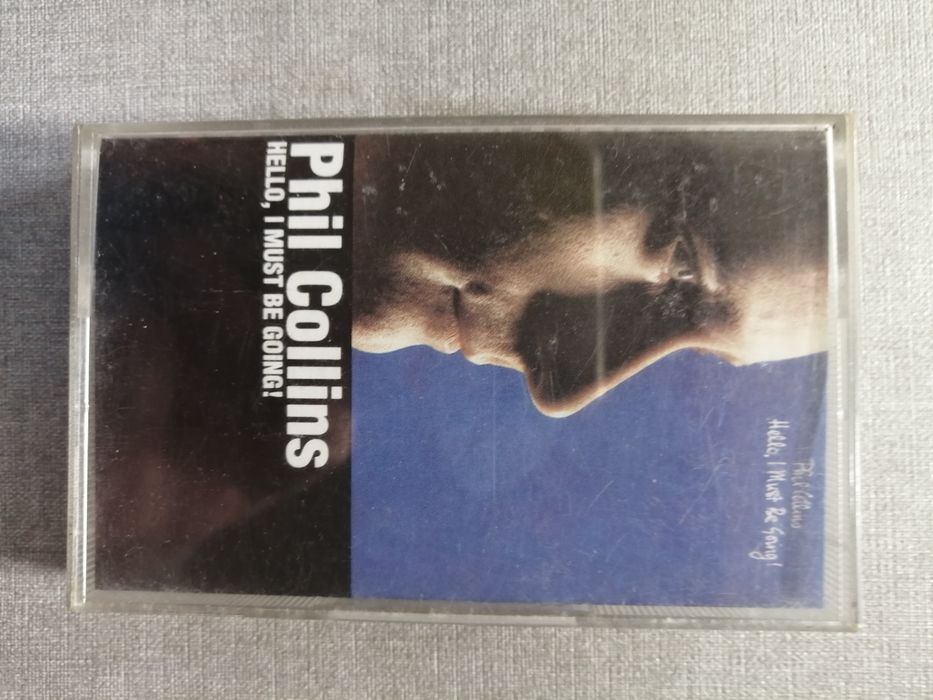 Phil Collins
Hello, I Must Be Going!
Phil Collins
HELLO, I MUST BE GOING!